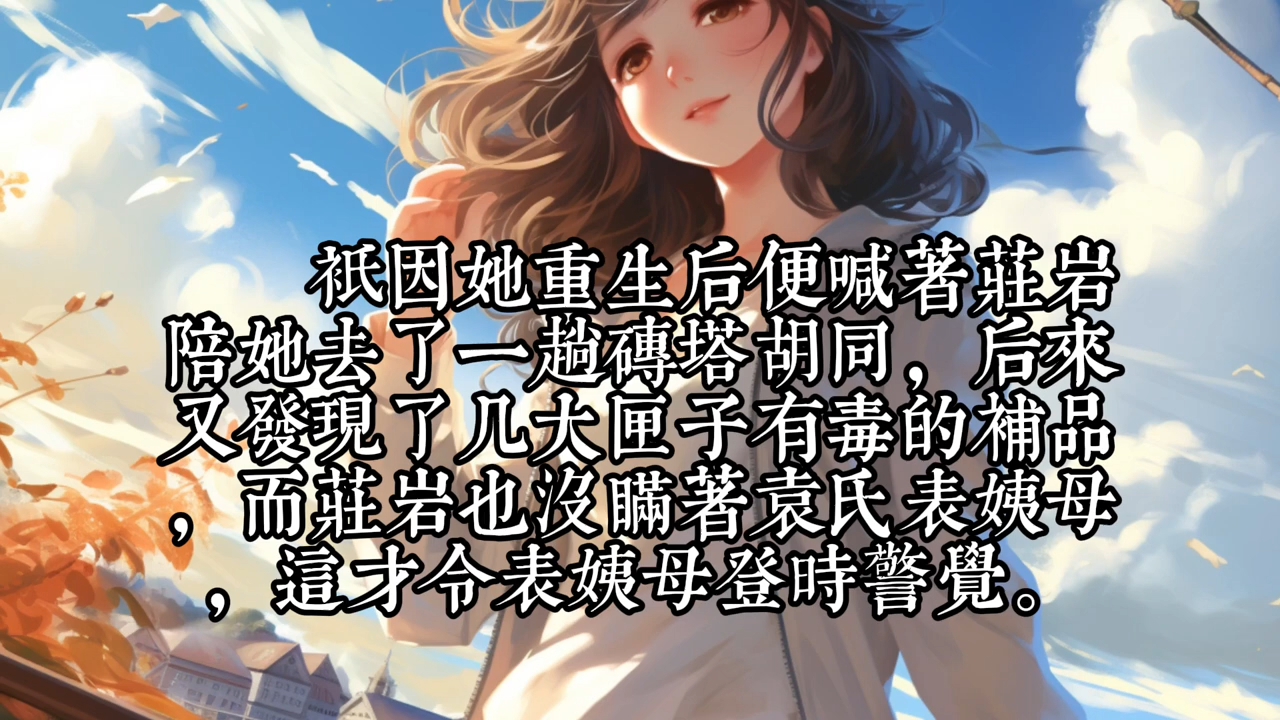 祇因她重生后便喊著莊岩
陪她去了一趟磚塔胡同，后來
又發現了几大匣子有毒的補品
，而莊岩也沒瞞著袁氏表姨母
，這才令表姨母登時警覺。